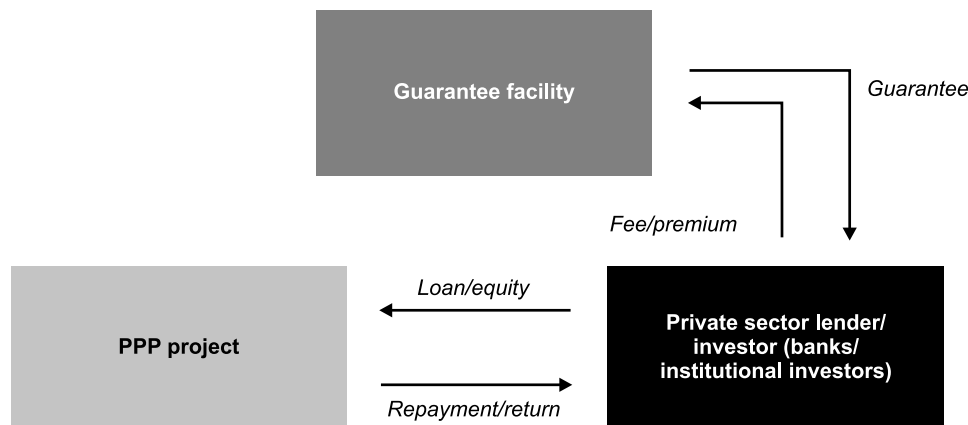 Guarantee facility
Guarantee
Fee/premium
Loan/equity
PPP project
Private sector lender/
investor (banks/
institutional investors)
Repayment/return